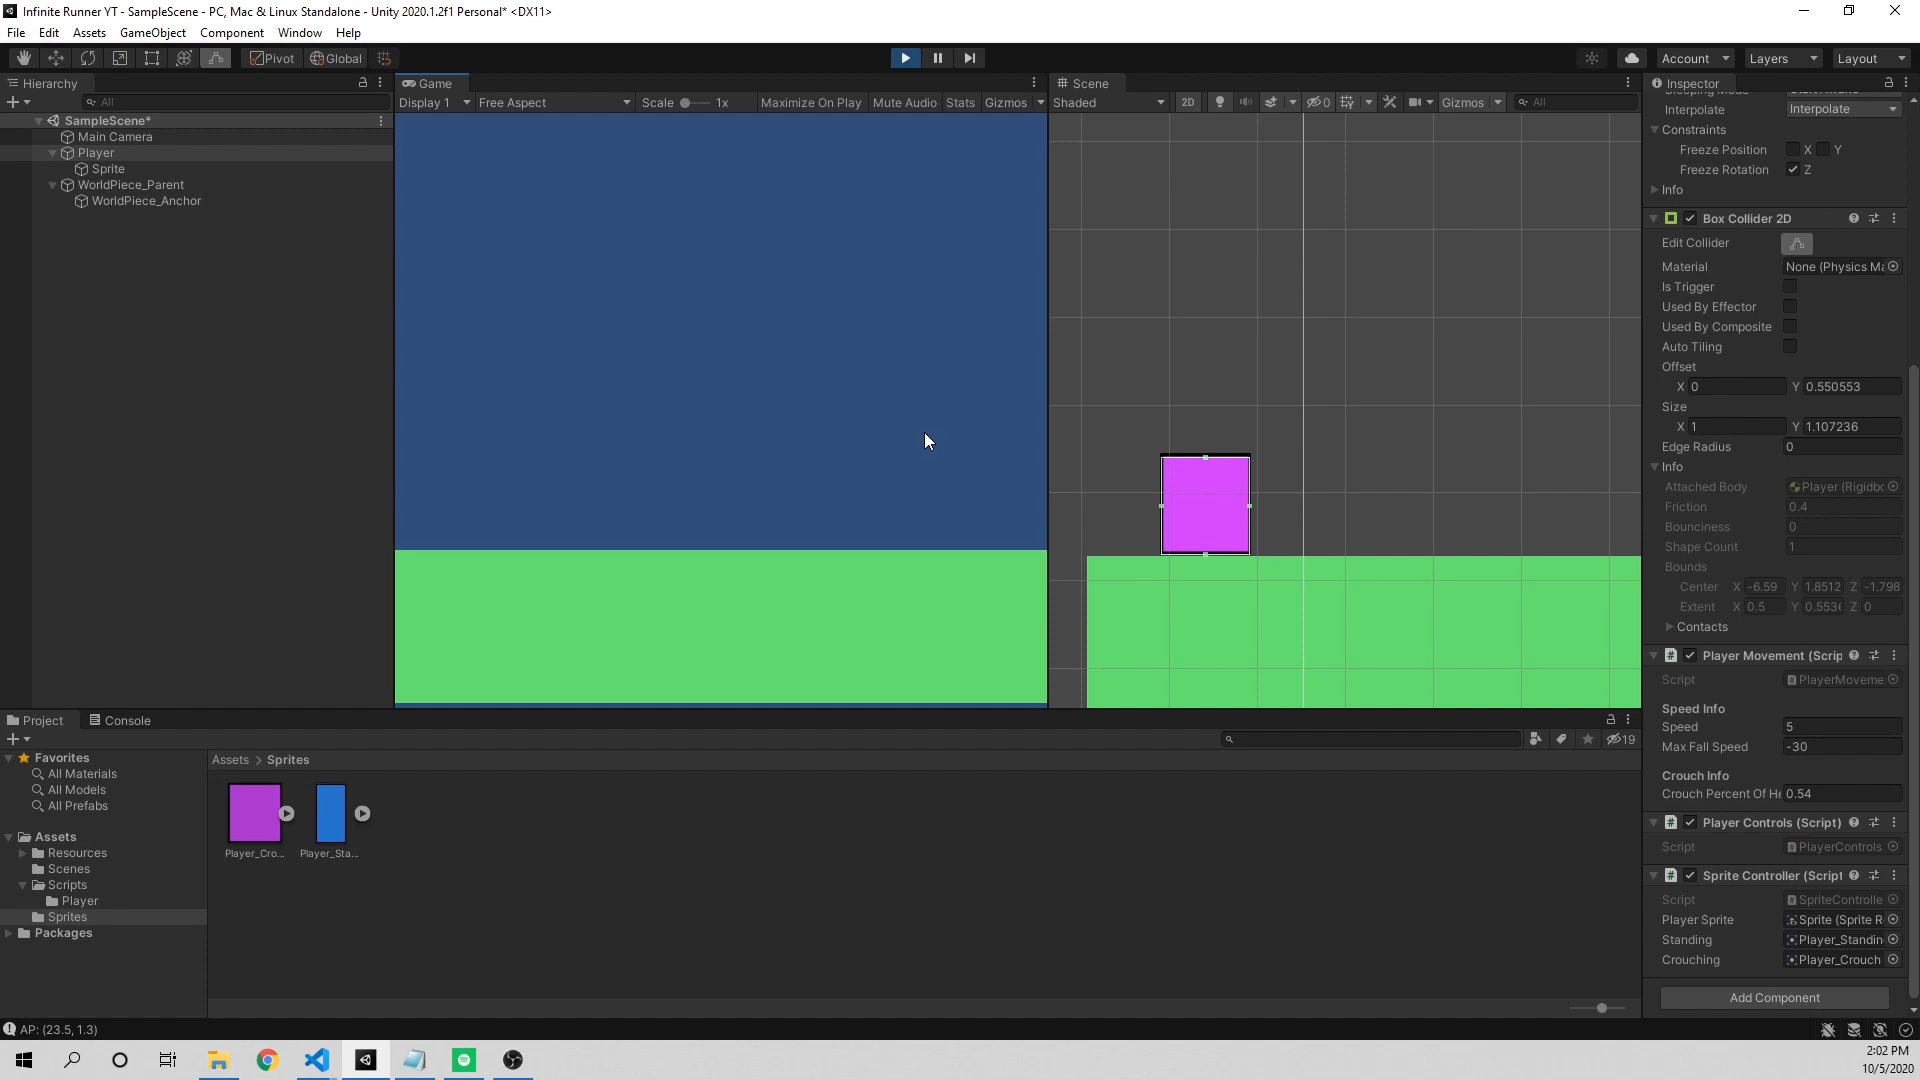 Infinite Runner YT - SampleScene - PC, Mac & Linux Standalone - Unity 2020.1.2f1 Personal* <DX11>
File Edit Assets GameObject Component Window Help
Pivot Global
Account Layers Layout
Hierarchy
All
SampleScene*
Main Camera
Player
Sprite
WorldPiece_Parent
WorldPiece_Anchor
Game
Display 1 Free Aspect Scale 1x Maximize On Play Mute Audio Stats Gizmos
Scene
Shaded 2D 0 Gizmos All
Inspector
Interpolate Interpolate
Constraints
Freeze Position X Y
Freeze Rotation Z
Info
Box Collider 2D
Edit Collider
Material None (Physics Ma
Is Trigger
Used By Effector
Used By Composite
Auto Tiling
Offset
X 0 Y 0.550553
Size
X 1 Y 1.107236
Edge Radius 0
Info
Attached Body Player (Rigidbo
Friction 0.4
Bounciness 0
Shape Count 1
Bounds
Center X -6.59 Y 1.8512 Z -1.798
Extent X 0.5 Y 0.553 Z 0
Contacts
Player Movement (Scrip
Script PlayerMoveme
Speed Info
Speed 5
Max Fall Speed -30
Crouch Info
Crouch Percent Of He 0.54
Player Controls (Script)
Script PlayerControls
Sprite Controller (Script
Script SpriteControlle
Player Sprite Sprite (Sprite R
Standing Player_Standin
Crouching Player_Crouch
Add Component
Project Console
19
Favorites
All Materials
All Models
All Prefabs
Assets
Resources
Scenes
Scripts
Player
Sprites
Packages
Assets > Sprites
Player_Cro... Player_Sta...
AP: (23.5, 1.3)
2:02 PM
10/5/2020